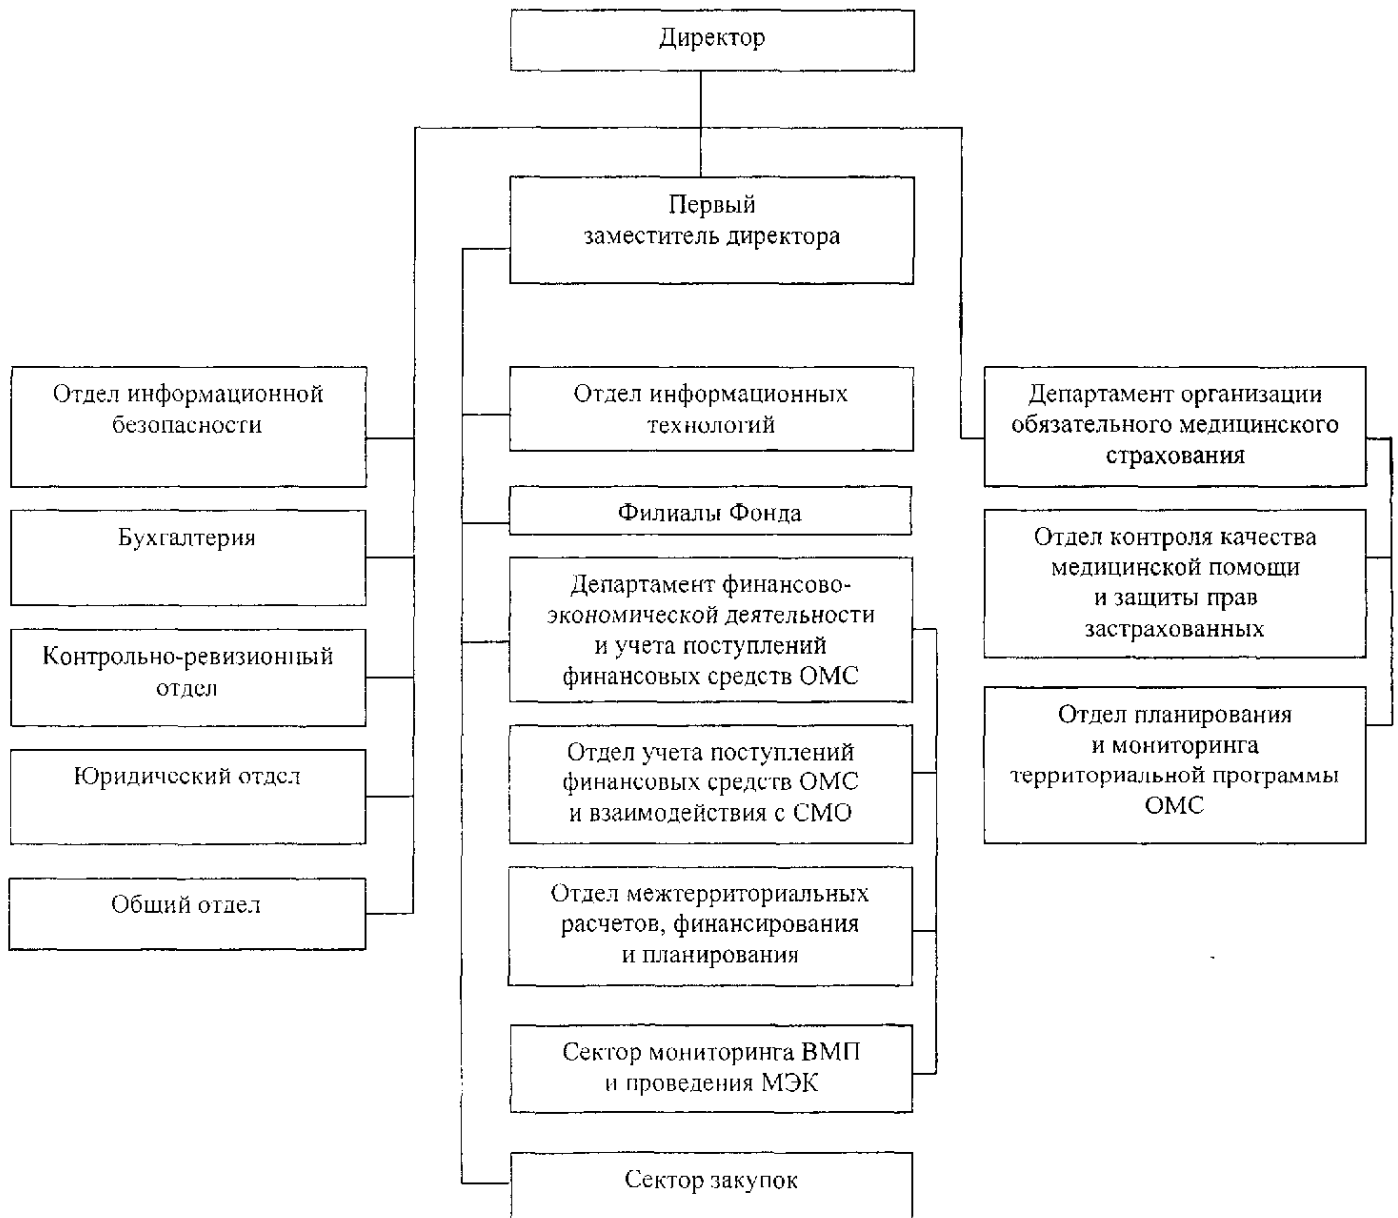 Директор
Первый
заместитель директора
Отдел информационной
безопасности
Бухгалтерия
Контрольно-ревизионный
отдел
Юридический отдел
Общий отдел
Отдел информационных
технологий
Филиалы Фонда
Департамент финансово-
экономической деятельности
и учета поступлений
финансовых средств ОМС
Отдел учета поступлений
финансовых средств ОМС
и взаимодействия с СМО
Отдел межтерриториальных
расчетов, финансирования
и планирования
Сектор мониторинга ВМП
и проведения МЭК
Сектор закупок
Департамент организации
обязательного медицинского
страхования
Отдел контроля качества
медицинской помощи
и защиты прав
застрахованных
Отдел планирования
и мониторинга
территориальной программы
ОМС